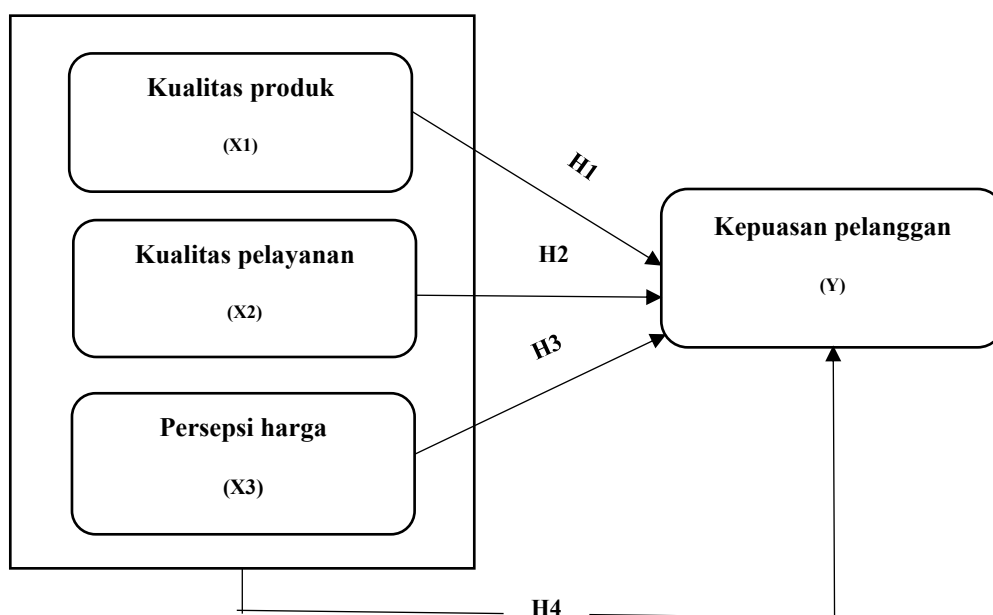 Kualitas produk
(X1)
H1
Kualitas pelayanan
(X2)
H2
Kepuasan pelanggan
(Y)
H3
Persepsi harga
(X3)
H4